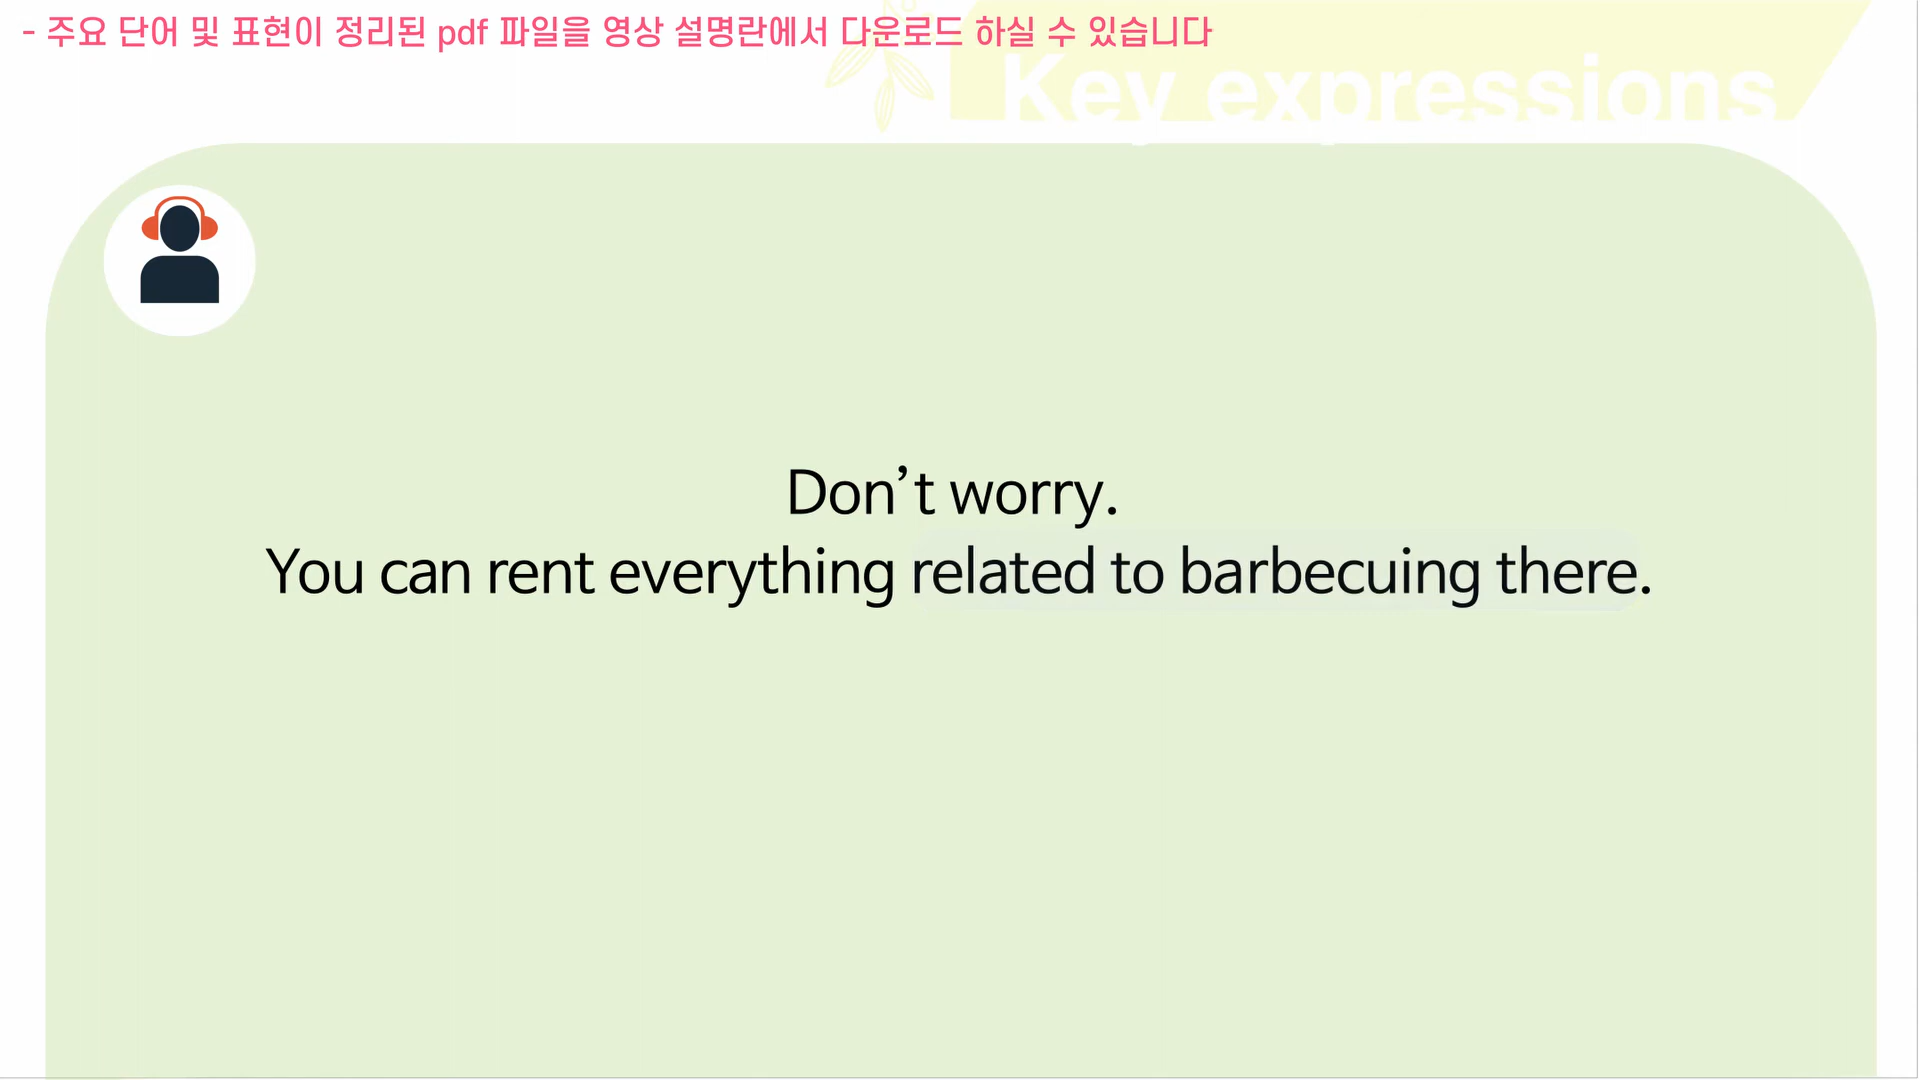 - 주요 단어 및 표현이 정리된 pdf 파일을 영상 설명란에서 다운로드 하실 수 있습니다
Key expressions
Don’t worry.
You can rent everything related to barbecuing there.